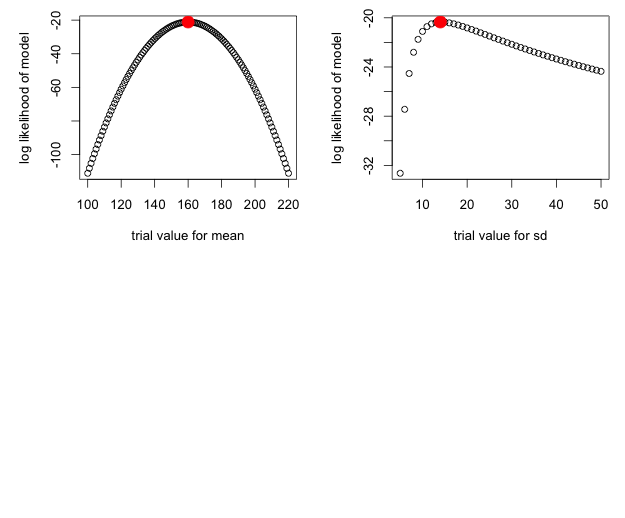 log likelihood of model
-20
-60
-100
100 120 140 160 180 200 220
trial value for mean
log likelihood of model
-20
-24
-28
-32
10 20 30 40 50
trial value for sd